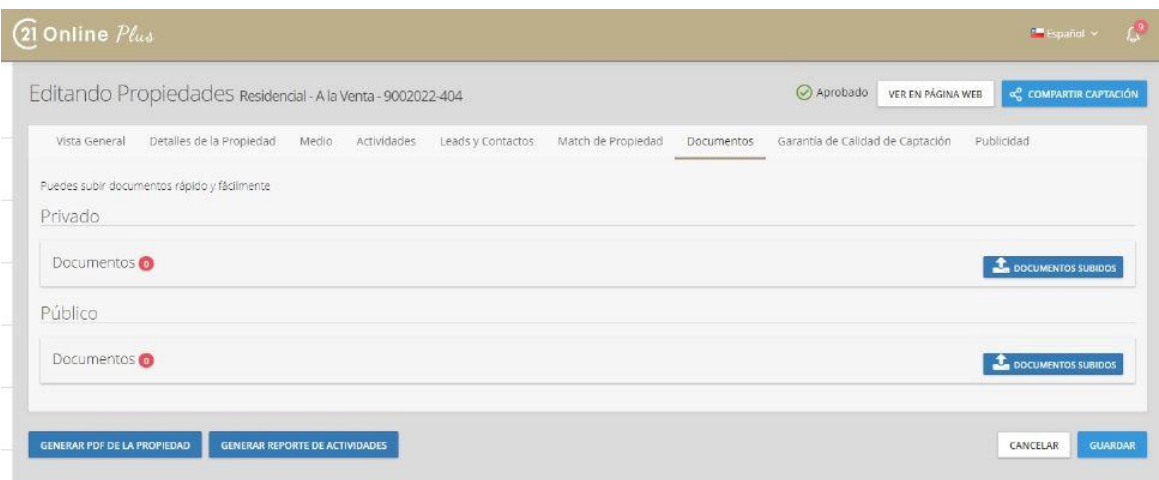 21 Online Plus
Español
9
Editando Propiedades Residencial - A la Venta - 9002022-404
Aprobado
VER EN PÁGINA WEB
COMPARTIR CAPTACIÓN
Vista General Detalles de la Propiedad Medio Actividades Leads y Contactos Match de Propiedad Documentos Garantía de Calidad de Captación Publicidad
Puedes subir documentos rápido y fácilmente
Privado
Documentos 0
DOCUMENTOS SUBIDOS
Público
Documentos 0
DOCUMENTOS SUBIDOS
GENERAR PDF DE LA PROPIEDAD GENERAR REPORTE DE ACTIVIDADES CANCELAR GUARDAR